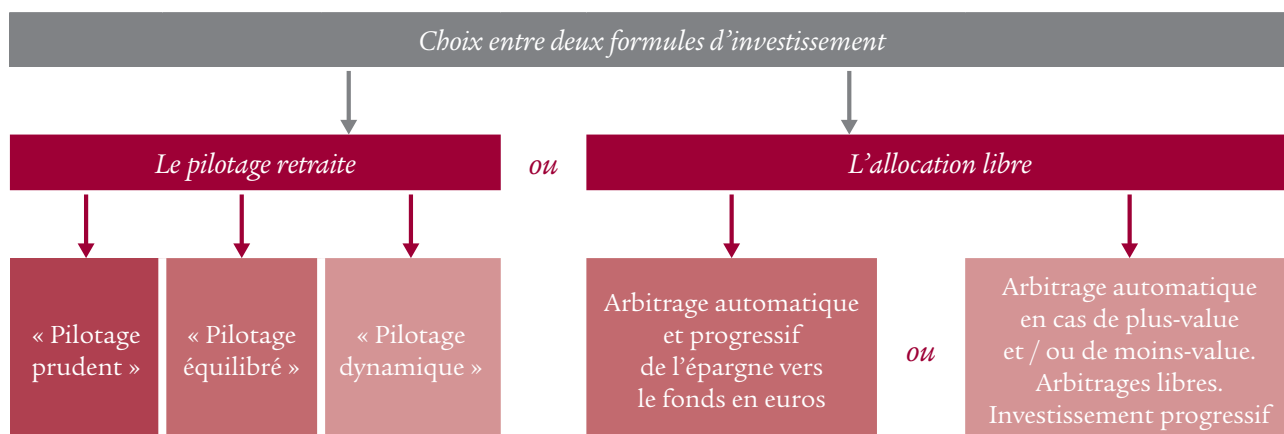 Choix entre deux formules d’investissement
Le pilotage retraite
ou
L’allocation libre
« Pilotage
prudent »
« Pilotage
équilibré »
« Pilotage
dynamique »
Arbitrage automatique
et progressif
de l’épargne vers
le fonds en euros
ou
Arbitrage automatique
en cas de plus-value
et / ou de moins-value.
Arbitrages libres.
Investissement progressif